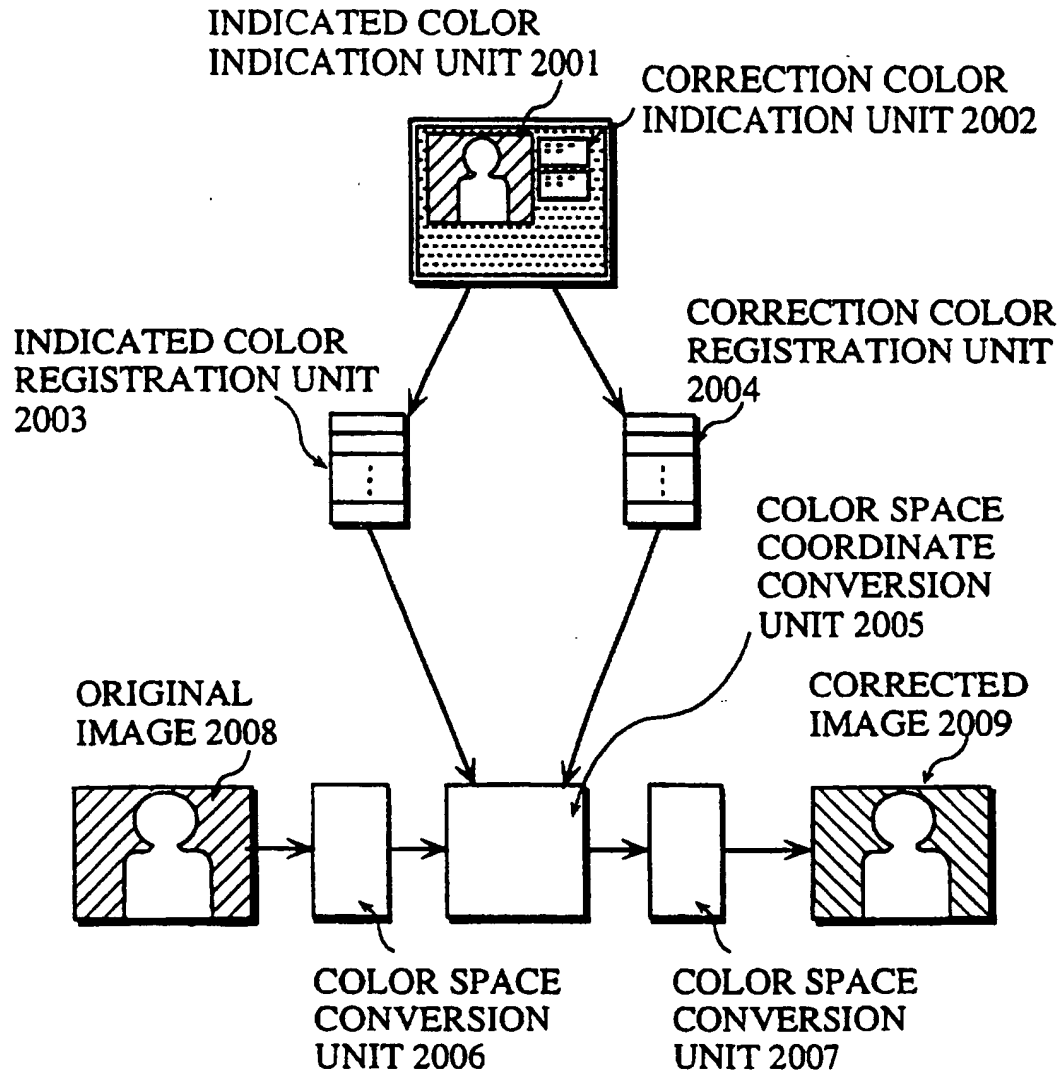 INDICATED COLOR
INDICATION UNIT 2001
CORRECTION COLOR
INDICATION UNIT 2002
INDICATED COLOR
REGISTRATION UNIT
2003
CORRECTION COLOR
REGISTRATION UNIT
2004
COLOR SPACE
COORDINATE
CONVERSION
UNIT 2005
ORIGINAL
IMAGE 2008
CORRECTED
IMAGE 2009
COLOR SPACE
CONVERSION
UNIT 2006
COLOR SPACE
CONVERSION
UNIT 2007